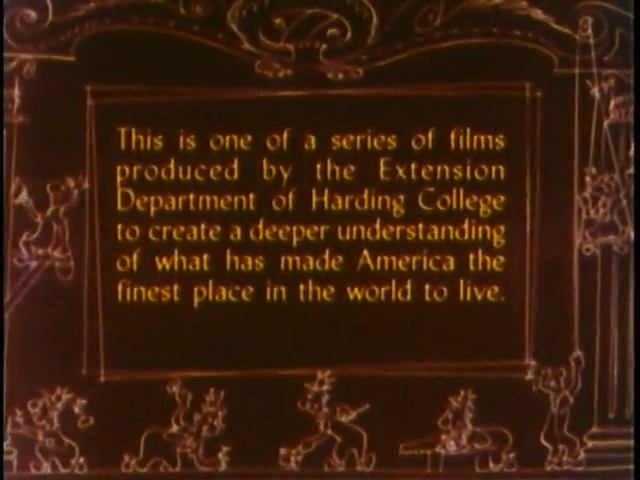 This is one of a series of films
produced by the Extension
Department of Harding College
to create a deeper understanding
of what has made America the
finest place in the world to live.